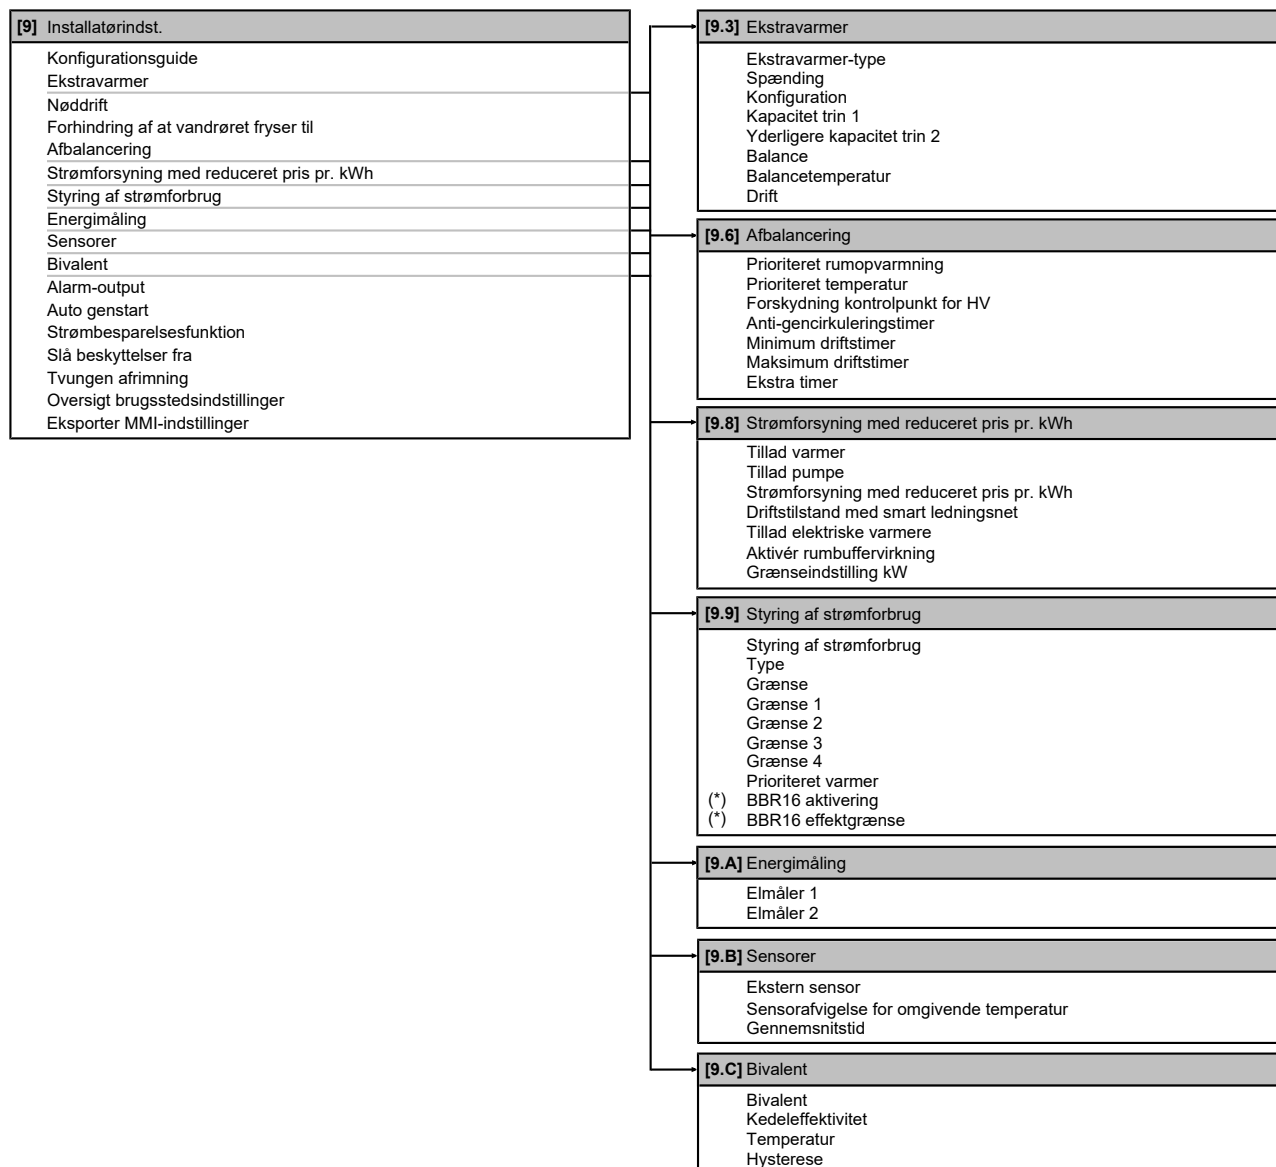 [9] Installatørindst.
Konfigurationsguide
Ekstravarmer
Nøddrift
Forhindring af at vandrøret fryser til
Afbalancering
Strømforsyning med reduceret pris pr. kWh
Styring af strømforbrug
Energimåling
Sensorer
Bivalent
Alarm-output
Auto genstart
Strømbesparelsesfunktion
Slå beskyttelser fra
Tvungen afrimning
Oversigt brugsstedsindstillinger
Eksporter MMI-indstillinger
[9.3] Ekstravarmer
Ekstravarmer-type
Spænding
Konfiguration
Kapacitet trin 1
Yderligere kapacitet trin 2
Balance
Balancetemperatur
Drift
[9.6] Afbalancering
Prioriteret rumopvarmning
Prioriteret temperatur
Forskydning kontrolpunkt for HV
Anti-gencirkuleringstimer
Minimum driftstimer
Maksimum driftstimer
Ekstra timer
[9.8] Strømforsyning med reduceret pris pr. kWh
Tillad varmer
Tillad pumpe
Strømforsyning med reduceret pris pr. kWh
Driftstilstand med smart ledningsnet
Tillad elektriske varmere
Aktivér rumbuffervirkning
Grænseindstilling kW
[9.9] Styring af strømforbrug
Styring af strømforbrug
Type
Grænse
Grænse 1
Grænse 2
Grænse 3
Grænse 4
Prioriteret varmer
(*) BBR16 aktivering
(*) BBR16 effektgrænse
[9.A] Energimåling
Elmåler 1
Elmåler 2
[9.B] Sensorer
Ekstern sensor
Sensorafvigelse for omgivende temperatur
Gennemsnitstid
[9.C] Bivalent
Bivalent
Kedeleffektivitet
Temperatur
Hysterese